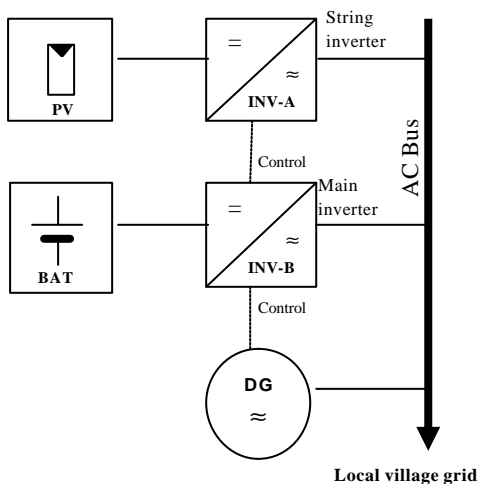 String
inverter
=
≈
PV
INV-A
AC Bus
Control
Main
inverter
=
≈
BAT
INV-B
Control
DG
≈
Local village grid